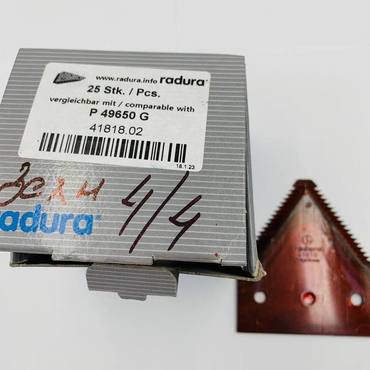 www.radura.info radura®
25 Stk. / Pcs.
vergleichbar mit / comparable with
P 49650 G
41818.02
18.1.23
4/4
radura®
radura